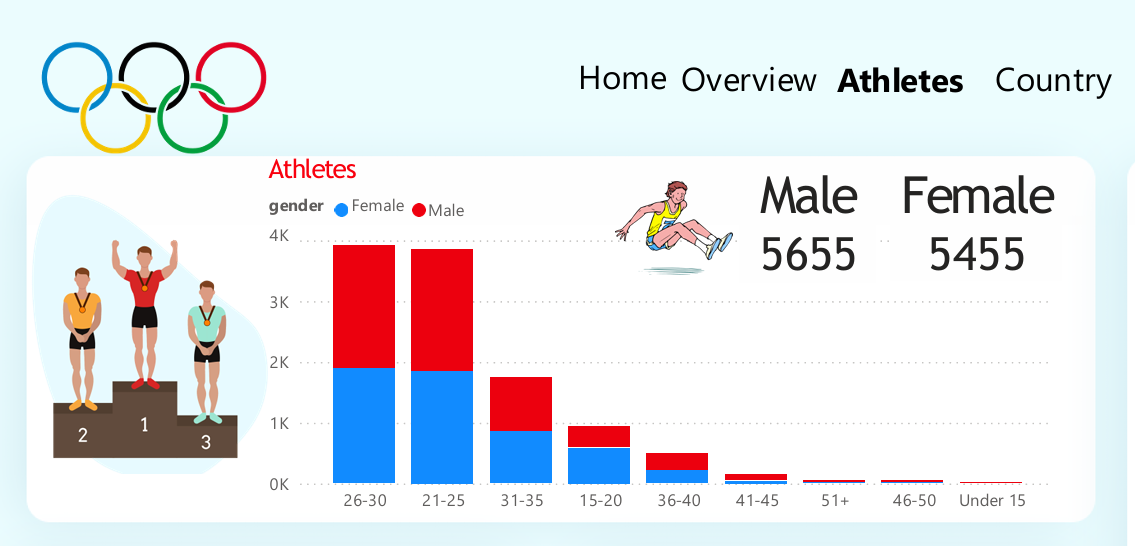 Home Overview Athletes Country
Athletes
gender Female Male
Male Female
5655 5455
4K
3K
2K
1K
0K
26-30 21-25 31-35 15-20 36-40 41-45 51+ 46-50 Under 15
2 1 3